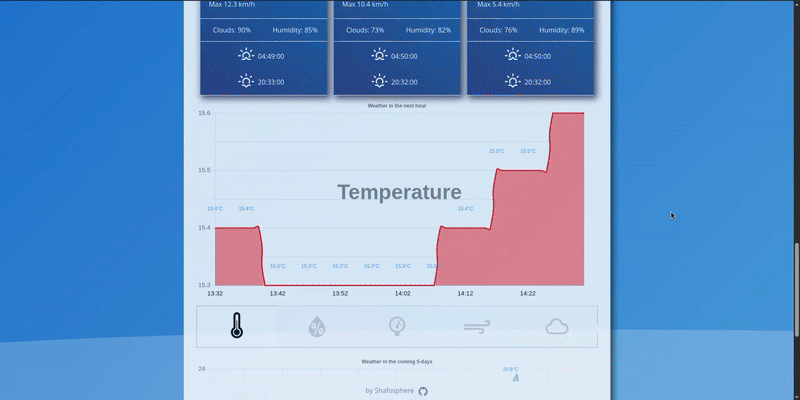 Max 12.3 km/h Max 10.4 km/h Max 5.4 km/h
Clouds: 90% Humidity: 85% Clouds: 73% Humidity: 82% Clouds: 76% Humidity: 89%
04:49:00 04:50:00 04:50:00
20:33:00 20:32:00 20:32:00
Weather in the next hour
15.6
15.5°C 15.5°C
15.5
Temperature
15.4°C 15.4°C 15.4°C
15.4
15.3°C 15.3°C 15.3°C 15.3°C 15.3°C
15.3
13:32 13:42 13:52 14:02 14:12 14:22
Weather in the coming 5-days
24
22.8°C
by Shafosphere